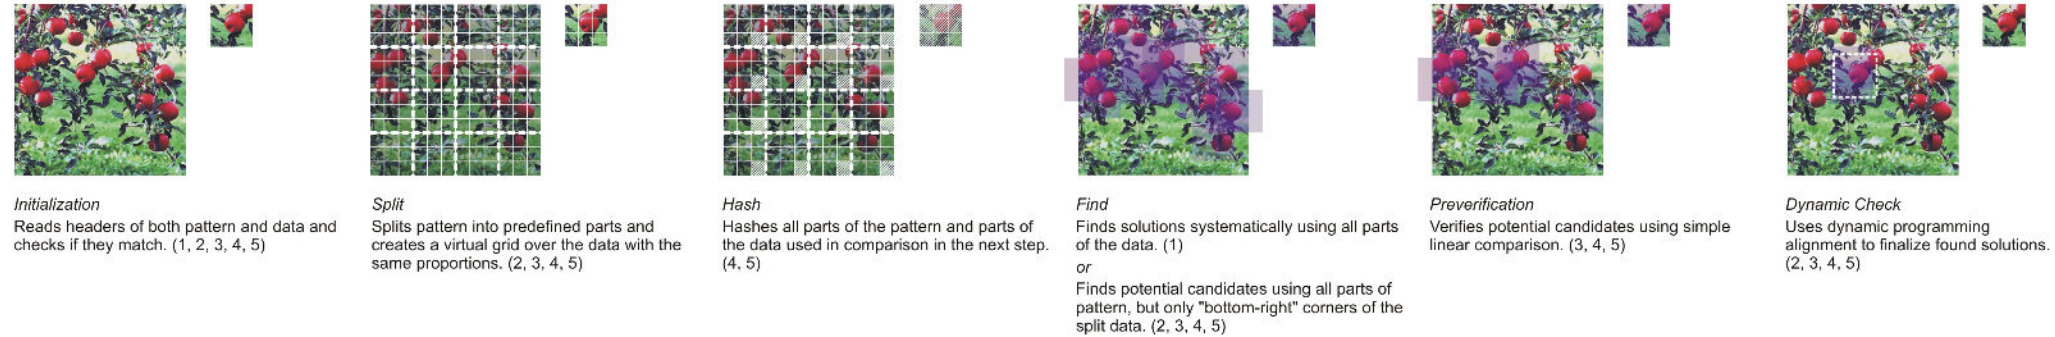 Initialization
Reads headers of both pattern and data and
checks if they match. (1, 2, 3, 4, 5)
Split
Splits pattern into predefined parts and
creates a virtual grid over the data with the
same proportions. (2, 3, 4, 5)
Hash
Hashes all parts of the pattern and parts of
the data used in comparison in the next step.
(4, 5)
Find
Finds solutions systematically using all parts
of the data. (1)
or
Finds potential candidates using all parts of
pattern, but only "bottom-right" corners of the
split data. (2, 3, 4, 5)
Preverification
Verifies potential candidates using simple
linear comparison. (3, 4, 5)
Dynamic Check
Uses dynamic programming
alignment to finalize found solutions.
(2, 3, 4, 5)